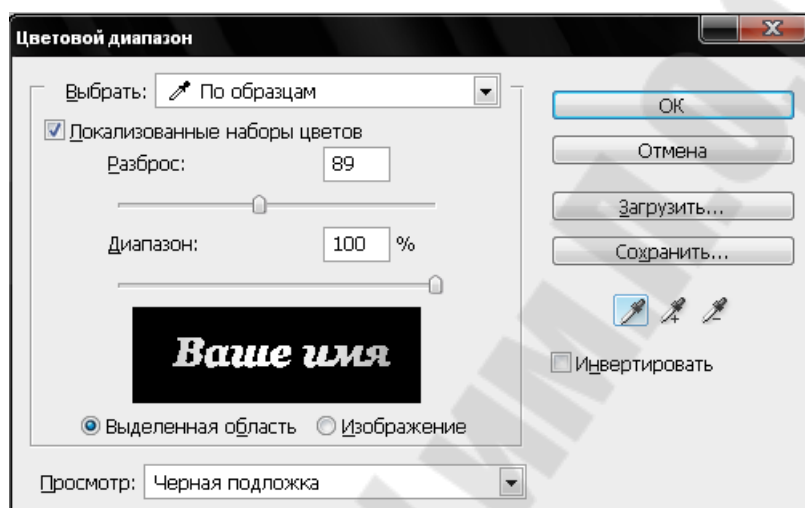 Цветовой диапазон
Выбрать: По образцам
Локализованные наборы цветов
Разброс: 89
Диапазон: 100 %
Ваше имя
Выделенная область Изображение
Просмотр: Черная подложка
ОК
Отмена
Загрузить...
Сохранить...
Инвертировать